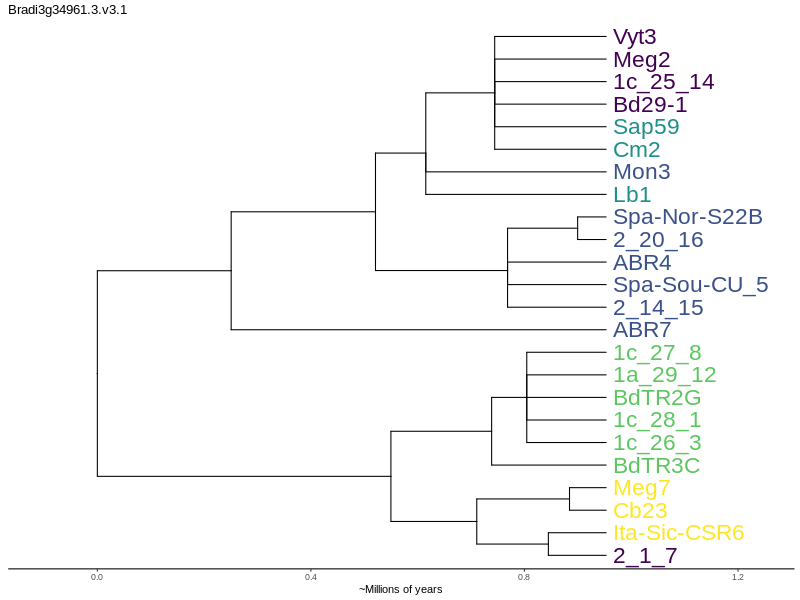 Bradi3g34961.3.v3.1
Vyt3
Meg2
1c_25_14
Bd29-1
Sap59
Cm2
Mon3
Lb1
Spa-Nor-S22B
2_20_16
ABR4
Spa-Sou-CU_5
2_14_15
ABR7
1c_27_8
1a_29_12
BdTR2G
1c_28_1
1c_26_3
BdTR3C
Meg7
Cb23
Ita-Sic-CSR6
2_1_7
0.0 0.4 0.8 1.2
~Millions of years